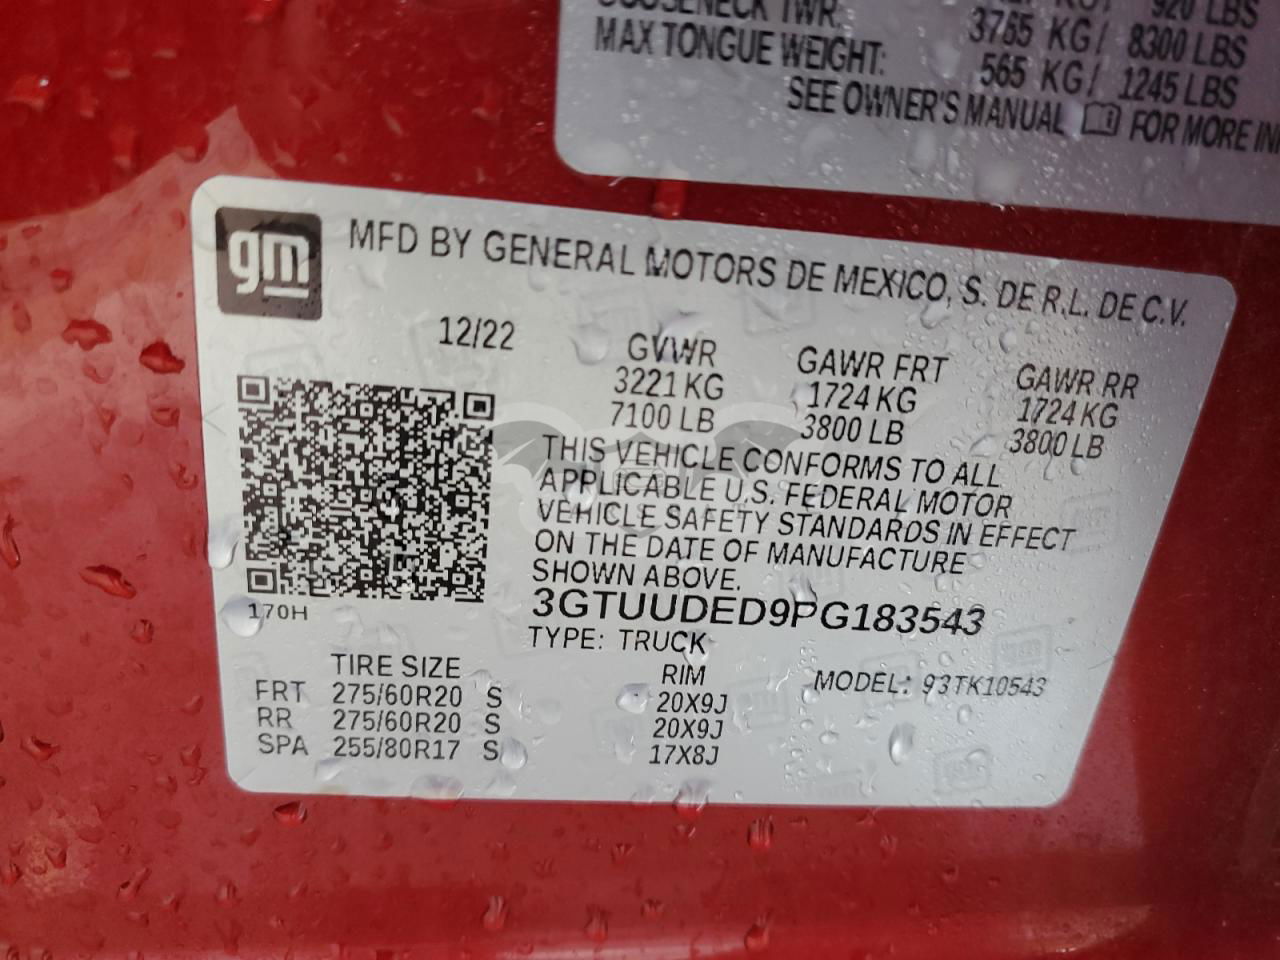 TWR:
920 LBS
3765 KG/ 8300 LBS
MAX TONGUE WEIGHT:
565 KG/ 1245 LBS
SEE OWNER'S MANUAL FOR MORE
gm
MFD BY GENERAL MOTORS DE MEXICO, S. DE R.L. DE C.V.
12/22
GVWR GAWR FRT GAWR RR
3221 KG 1724 KG 1724 KG
7100 LB 3800 LB 3800 LB
THIS VEHICLE CONFORMS TO ALL
APPLICABLE U.S. FEDERAL MOTOR
VEHICLE SAFETY STANDARDS IN EFFECT
ON THE DATE OF MANUFACTURE
SHOWN ABOVE.
170H
3GTUUDED9PG183543
TYPE: TRUCK
TIRE SIZE RIM MODEL: 93TK10543
FRT 275/60R20 S 20X9J
RR 275/60R20 S 20X9J
SPA 255/80R17 S 17X8J